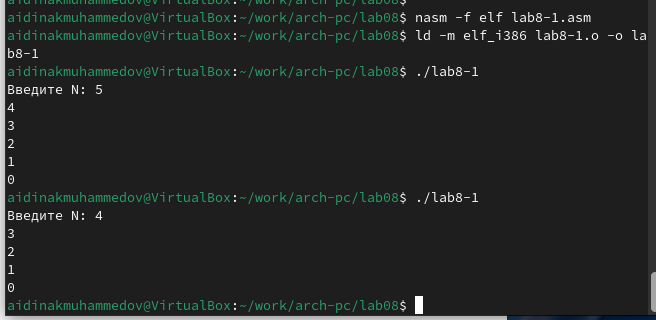 aidinakmuhammedov@VirtualBox:~/work/arch-pc/lab08$
aidinakmuhammedov@VirtualBox:~/work/arch-pc/lab08$ nasm -f elf lab8-1.asm
aidinakmuhammedov@VirtualBox:~/work/arch-pc/lab08$ ld -m elf_i386 lab8-1.o -o la
b8-1
aidinakmuhammedov@VirtualBox:~/work/arch-pc/lab08$ ./lab8-1
Введите N: 5
4
3
2
1
0
aidinakmuhammedov@VirtualBox:~/work/arch-pc/lab08$ ./lab8-1
Введите N: 4
3
2
1
0
aidinakmuhammedov@VirtualBox:~/work/arch-pc/lab08$